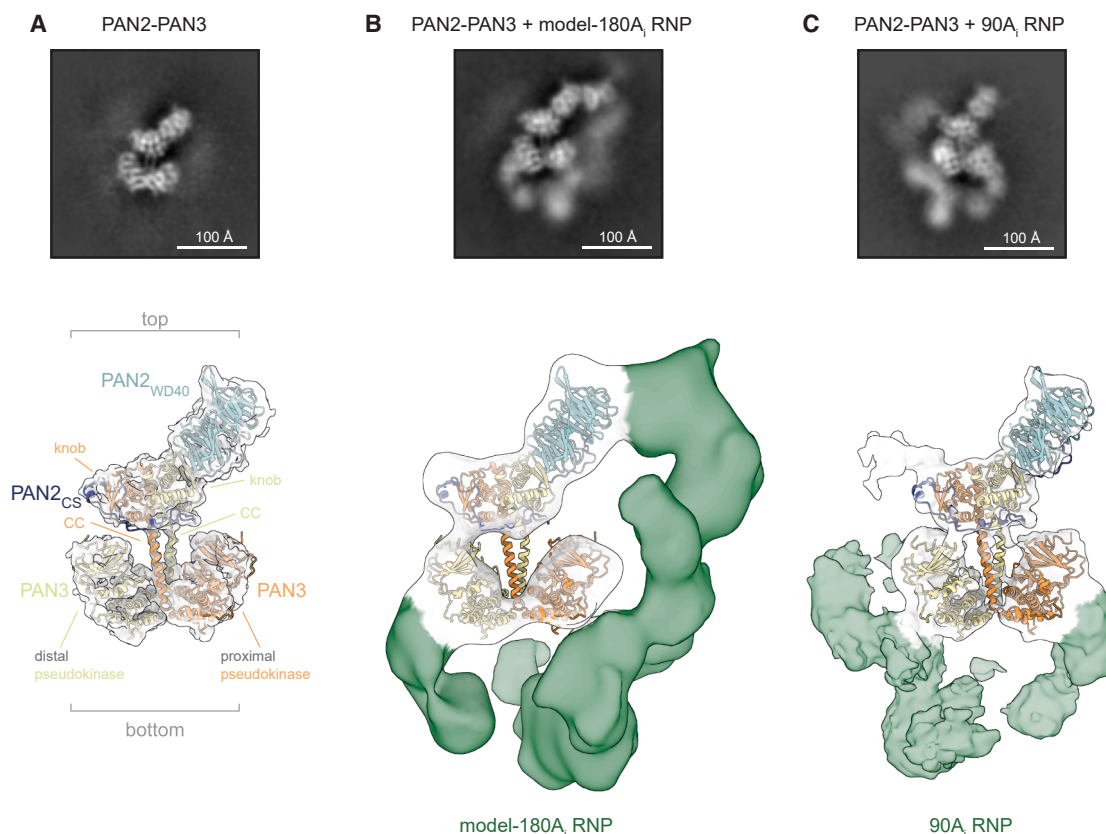 A
PAN2-PAN3
B
PAN2-PAN3 + model-180Ai RNP
C
PAN2-PAN3 + 90Ai RNP
100 Å
100 Å
100 Å
top
PAN2WD40
knob
knob
PAN2CS
CC
CC
PAN3
PAN3
distal
pseudokinase
proximal
pseudokinase
bottom
model-180Ai RNP
90Ai RNP